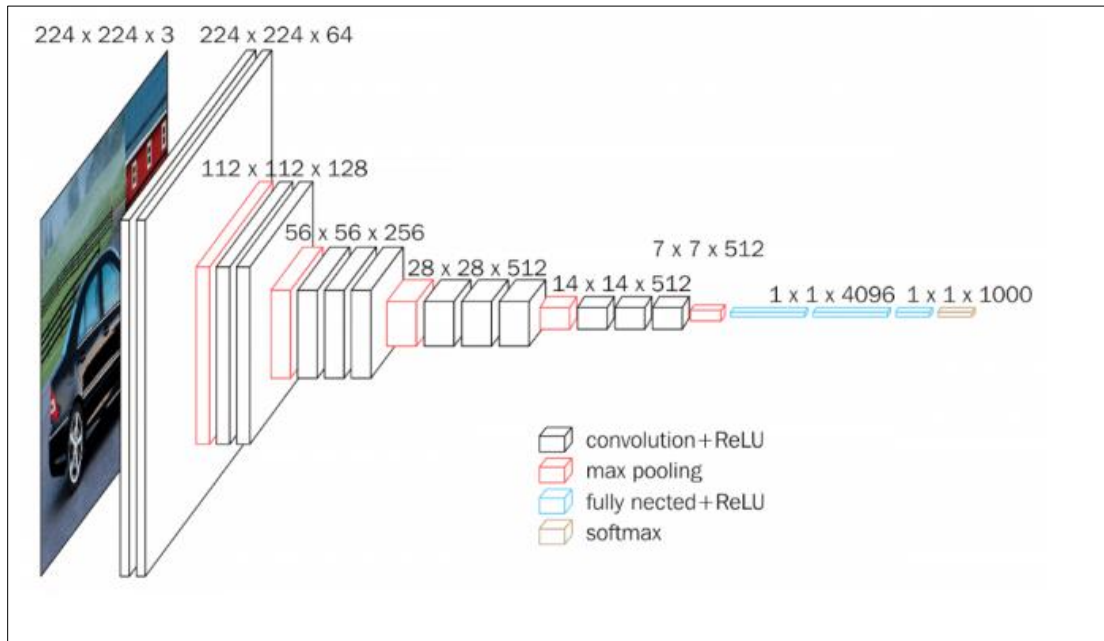 224 x 224 x 3
224 x 224 x 64
112 x 112 x 128
56 x 56 x 256
28 x 28 x 512
14 x 14 x 512
7 x 7 x 512
1 x 1 x 4096
1 x 1 x 1000
convolution+ReLU
max pooling
fully nected+ReLU
softmax